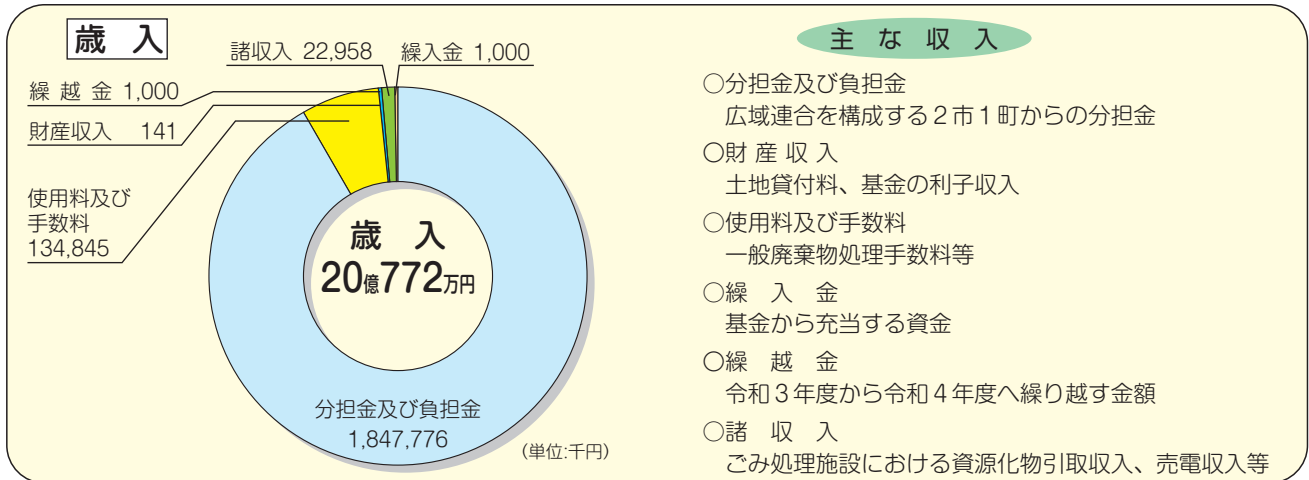 歳　入
諸収入 22,958
繰入金 1,000
繰 越 金 1,000
財産収入　141
使用料及び
手数料
134,845
歳　入
20億772万円
分担金及び負担金
1,847,776
(単位:千円)
主　な　収　入
○分担金及び負担金
広域連合を構成する２市１町からの分担金
○財 産 収 入
土地貸付料、基金の利子収入
○使用料及び手数料
一般廃棄物処理手数料等
○繰　入　金
基金から充当する資金
○繰　越　金
令和３年度から令和４年度へ繰り越す金額
○諸　収　入
ごみ処理施設における資源化物引取収入、売電収入等